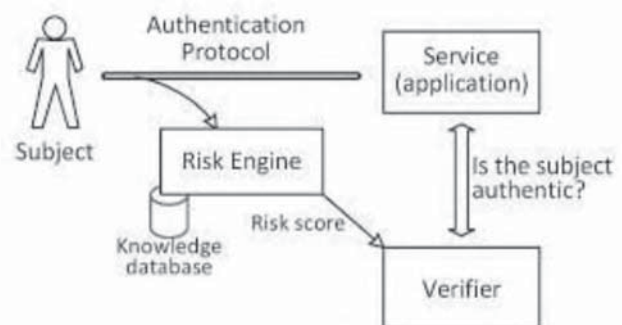 Authentication
Protocol
Service
(application)
Subject
Risk Engine
Is the subject
authentic?
Risk score
Knowledge
database
Verifier